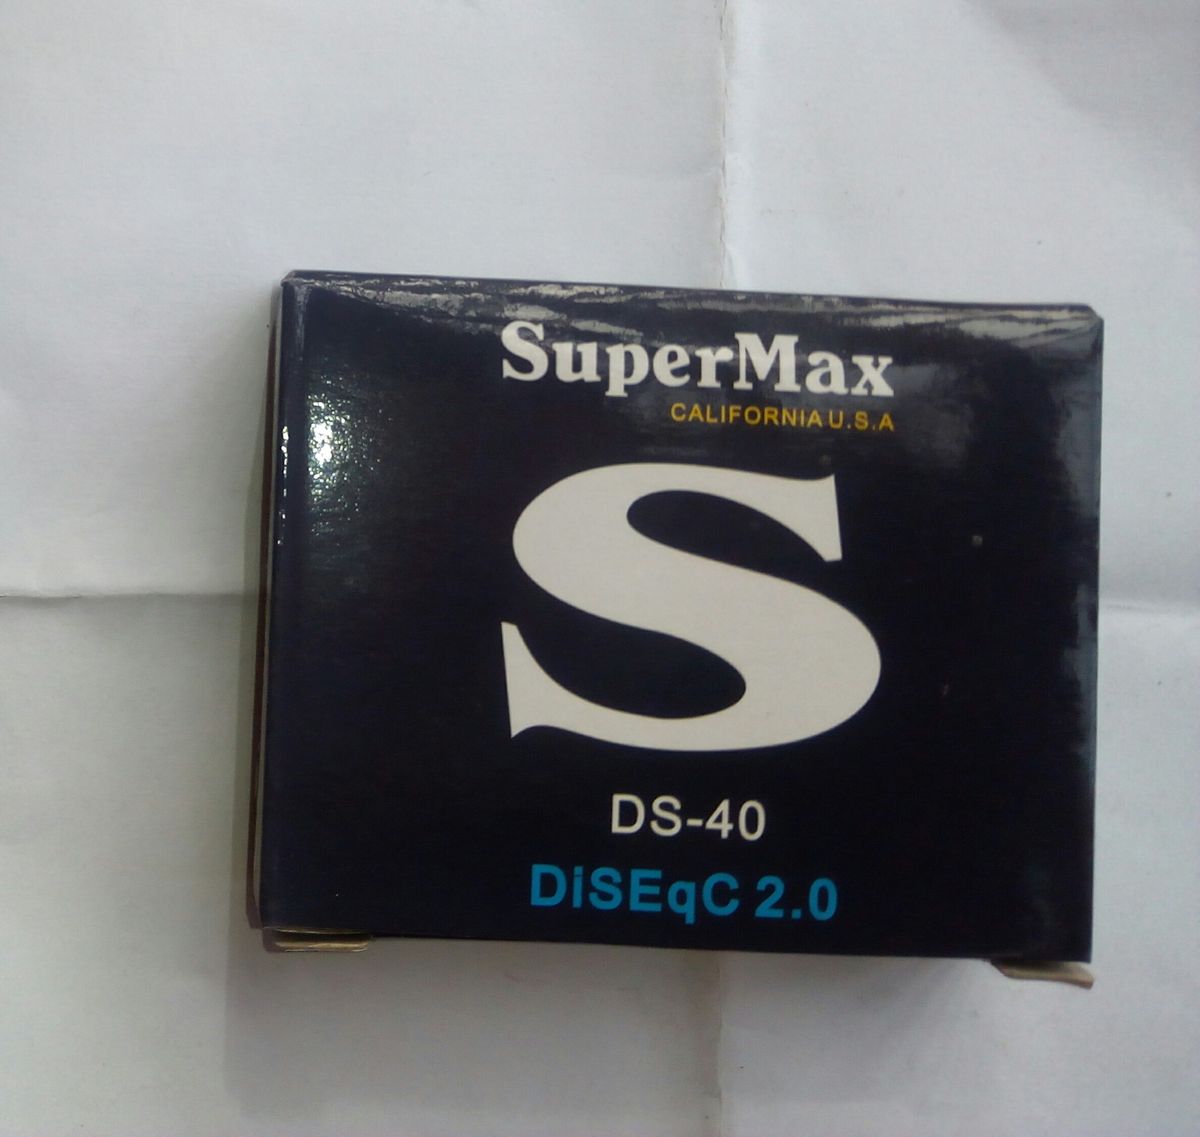 SuperMax
CALIFORNIA U.S.A
S
DS-40
DiSEqC 2.0